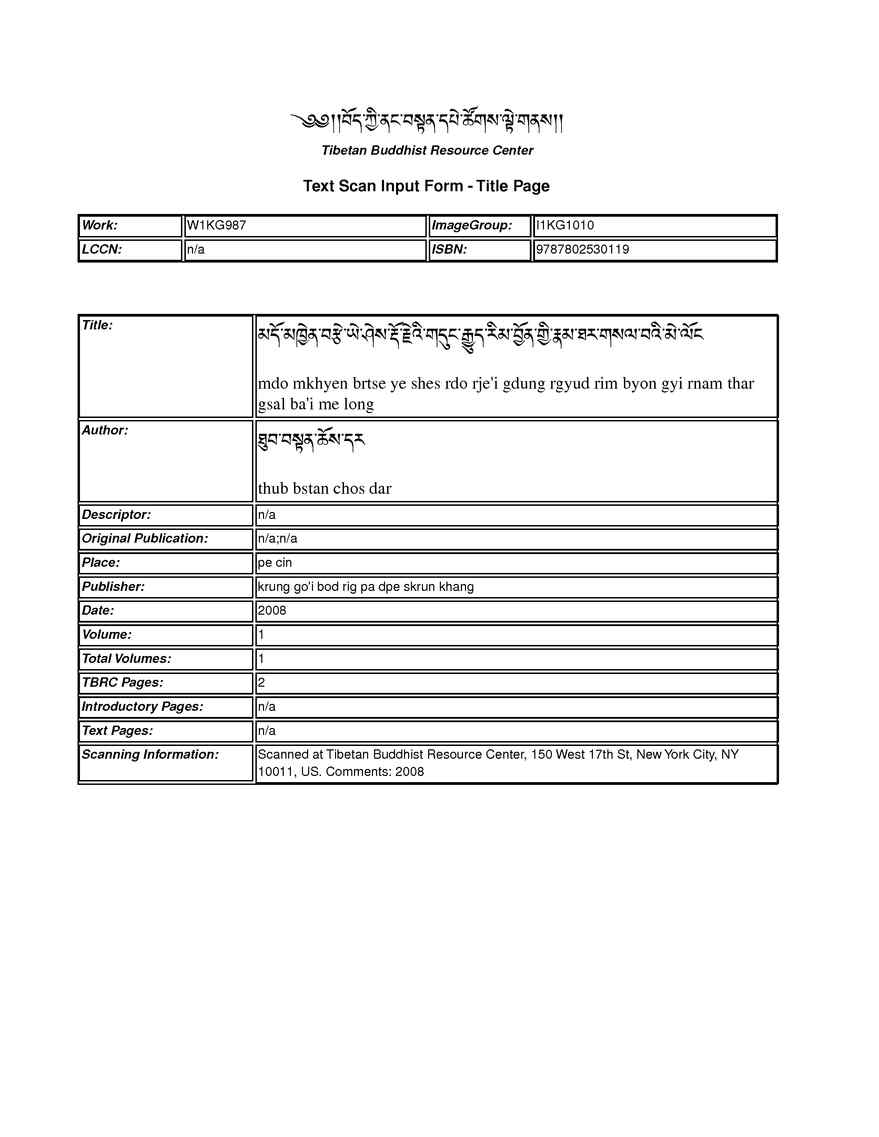 ༄༅།།བོད་ཀྱི་ནང་བསྟན་དཔེ་ཚོགས་ལྟེ་གནས།།
Tibetan Buddhist Resource Center
Text Scan Input Form - Title Page
Work: W1KG987 ImageGroup: I1KG1010
LCCN: n/a ISBN: 9787802530119
Title: མདོ་མཁྱེན་བརྩེ་ཡེ་ཤེས་རྡོ་རྗེའི་གདུང་རྒྱུད་རིམ་བྱོན་གྱི་རྣམ་ཐར་གསལ་བའི་མེ་ལོང
mdo mkhyen brtse ye shes rdo rje'i gdung rgyud rim byon gyi rnam thar
gsal ba'i me long
Author: ཐུབ་བསྟན་ཆོས་དར
thub bstan chos dar
Descriptor: n/a
Original Publication: n/a;n/a
Place: pe cin
Publisher: krung go'i bod rig pa dpe skrun khang
Date: 2008
Volume: 1
Total Volumes: 1
TBRC Pages: 2
Introductory Pages: n/a
Text Pages: n/a
Scanning Information: Scanned at Tibetan Buddhist Resource Center, 150 West 17th St, New York City, NY
10011, US. Comments: 2008